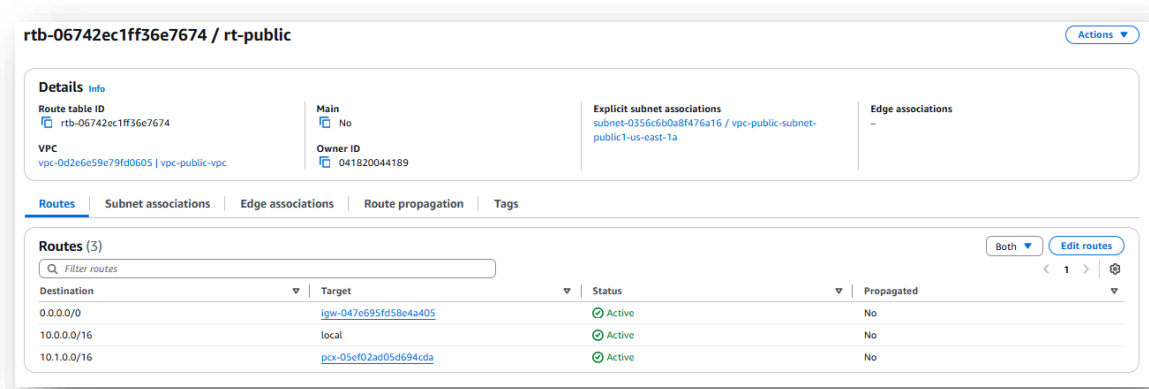 rtb-06742ec1ff36e7674 / rt-public
Actions
Details Info
Route table ID
rtb-06742ec1ff36e7674
Main
No
Explicit subnet associations
subnet-0356c6b0a8f476a16 / vpc-public-subnet-
public1-us-east-1a
Edge associations
–
VPC
vpc-0d2e6e59e79fd0605 | vpc-public-vpc
Owner ID
041820044189
Routes
Subnet associations
Edge associations
Route propagation
Tags
Routes (3)
Both
Edit routes
Filter routes
1
Destination Target Status Propagated
0.0.0.0/0 igw-047e695fd58e4a405 Active No
10.0.0.0/16 local Active No
10.1.0.0/16 pcx-05ef02ad05d694cda Active No